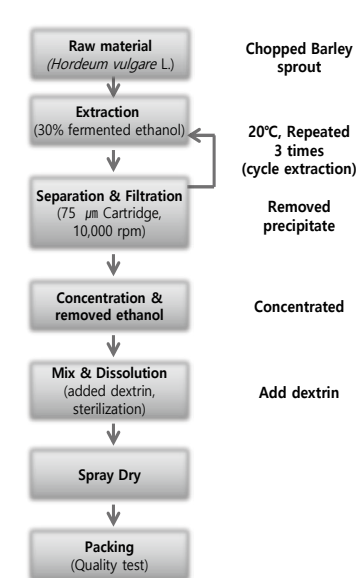 Raw material
(Hordeum vulgare L.)
Chopped Barley
sprout
Extraction
(30% fermented ethanol)
20℃, Repeated
3 times
(cycle extraction)
Separation & Filtration
(75 ㎛ Cartridge,
10,000 rpm)
Removed
precipitate
Concentration &
removed ethanol
Concentrated
Mix & Dissolution
(added dextrin,
sterilization)
Add dextrin
Spray Dry
Packing
(Quality test)